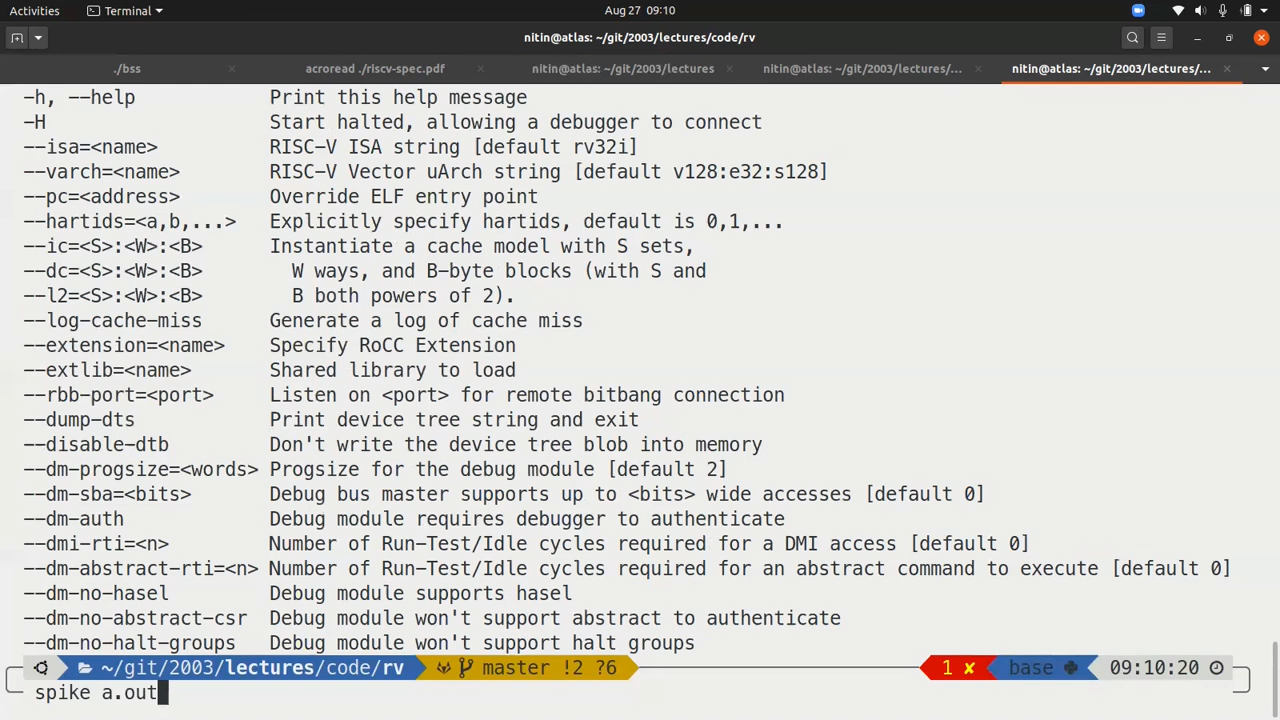 Activities Terminal Aug 27 09:10
nitin@atlas: ~/git/2003/lectures/code/rv
./bss acroread ./riscv-spec.pdf nitin@atlas: ~/git/2003/lectures nitin@atlas: ~/git/2003/lectures/... nitin@atlas: ~/git/2003/lectures/...
-h, --help Print this help message
-H Start halted, allowing a debugger to connect
--isa=<name> RISC-V ISA string [default rv32i]
--varch=<name> RISC-V Vector uArch string [default v128:e32:s128]
--pc=<address> Override ELF entry point
--hartids=<a,b,...> Explicitly specify hartids, default is 0,1,...
--ic=<S>:<W>:<B> Instantiate a cache model with S sets,
--dc=<S>:<W>:<B> W ways, and B-byte blocks (with S and
--l2=<S>:<W>:<B> B both powers of 2).
--log-cache-miss Generate a log of cache miss
--extension=<name> Specify RoCC Extension
--extlib=<name> Shared library to load
--rbb-port=<port> Listen on <port> for remote bitbang connection
--dump-dts Print device tree string and exit
--disable-dtb Don't write the device tree blob into memory
--dm-progsize=<words> Progsize for the debug module [default 2]
--dm-sba=<bits> Debug bus master supports up to <bits> wide accesses [default 0]
--dm-auth Debug module requires debugger to authenticate
--dmi-rti=<n> Number of Run-Test/Idle cycles required for a DMI access [default 0]
--dm-abstract-rti=<n> Number of Run-Test/Idle cycles required for an abstract command to execute [default 0]
--dm-no-hasel Debug module supports hasel
--dm-no-abstract-csr Debug module won't support abstract to authenticate
--dm-no-halt-groups Debug module won't support halt groups
~/git/2003/lectures/code/rv master !2 ?6 1 ✘ base 09:10:20
spike a.out